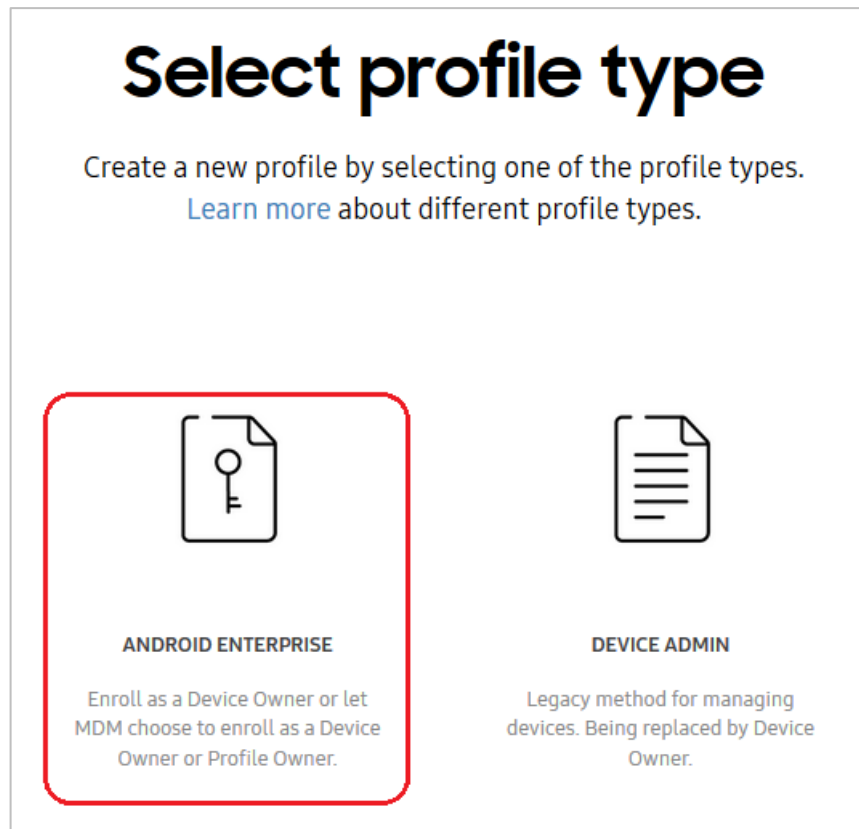 Select profile type
Create a new profile by selecting one of the profile types.
Learn more about different profile types.
ANDROID ENTERPRISE
Enroll as a Device Owner or let
MDM choose to enroll as a Device
Owner or Profile Owner.
DEVICE ADMIN
Legacy method for managing
devices. Being replaced by Device
Owner.